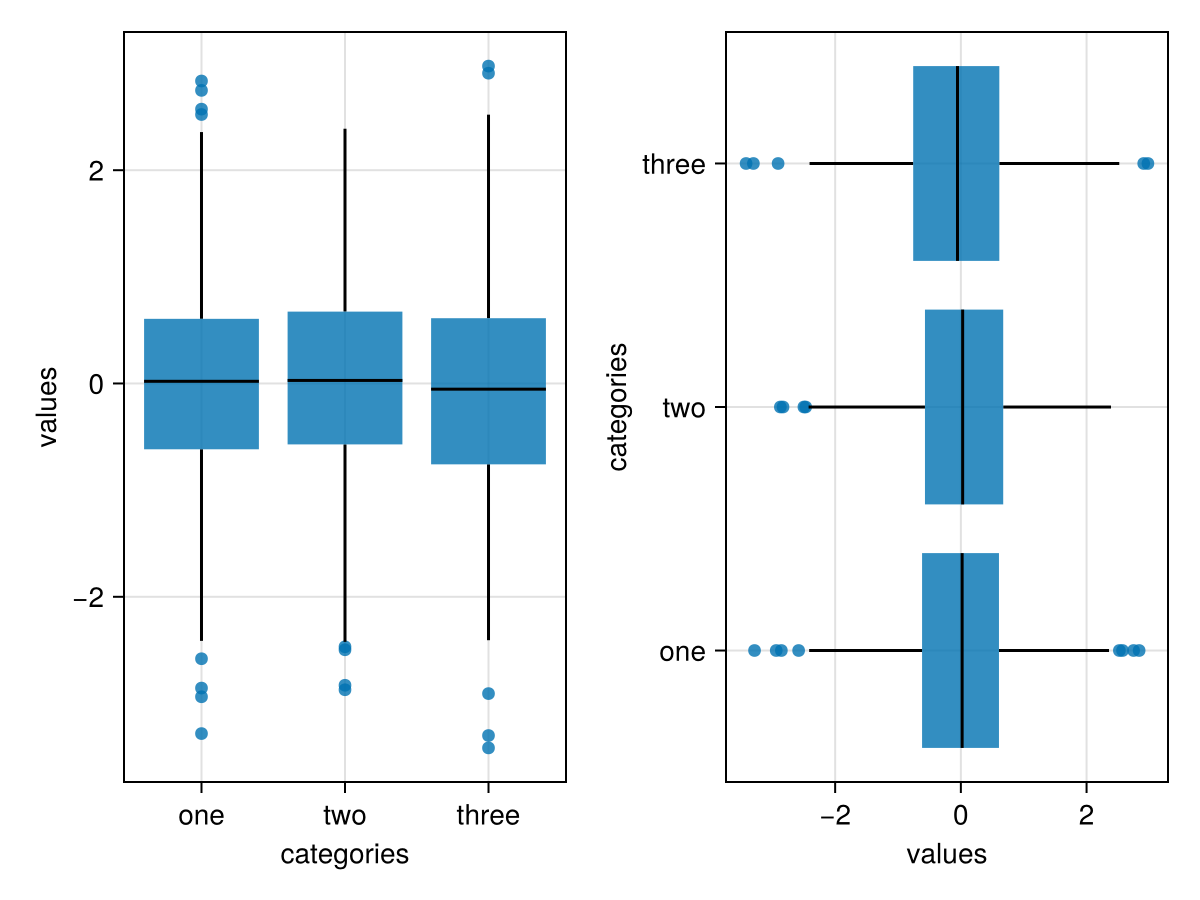 values
2
0
−2
one two three
categories
categories
three
two
one
−2 0 2
values